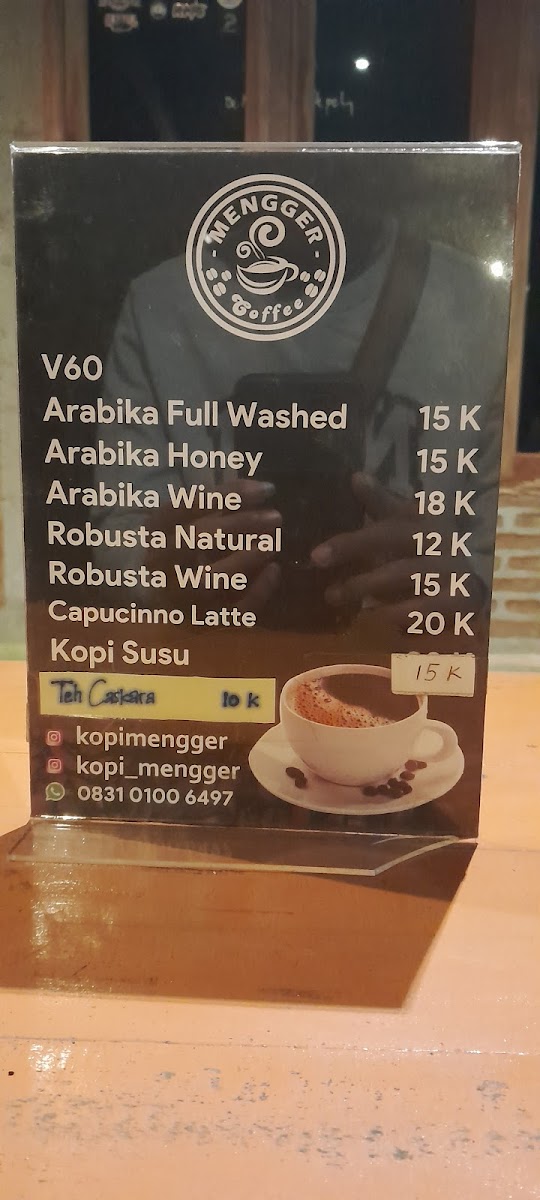 MENGGER
Coffee
V60
Arabika Full Washed 15 K
Arabika Honey 15 K
Arabika Wine 18 K
Robusta Natural 12 K
Robusta Wine 15 K
Capucinno Latte 20 K
Kopi Susu 15 K
Teh Caskara 10 K
kopimengger
kopi_mengger
0831 0100 6497